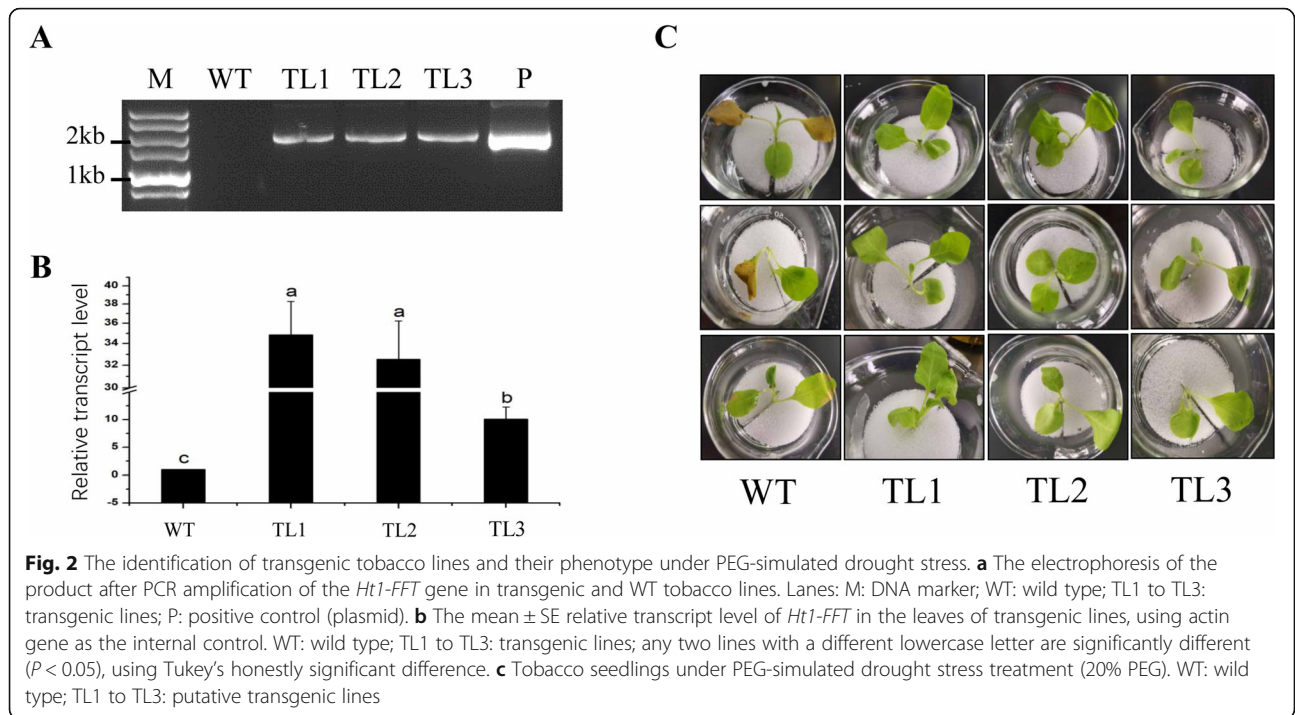 A
M WT TL1 TL2 TL3 P
2kb
1kb
B
Relative transcript level
40
38
36
34
32
30
10
5
0
-5
c
a
a
b
WT TL1 TL2 TL3
C
WT TL1 TL2 TL3
Fig. 2 The identification of transgenic tobacco lines and their phenotype under PEG-simulated drought stress. a The electrophoresis of the
product after PCR amplification of the Ht1-FFT gene in transgenic and WT tobacco lines. Lanes: M: DNA marker; WT: wild type; TL1 to TL3:
transgenic lines; P: positive control (plasmid). b The mean ± SE relative transcript level of Ht1-FFT in the leaves of transgenic lines, using actin
gene as the internal control. WT: wild type; TL1 to TL3: transgenic lines; any two lines with a different lowercase letter are significantly different
(P < 0.05), using Tukey's honestly significant difference. c Tobacco seedlings under PEG-simulated drought stress treatment (20% PEG). WT: wild
type; TL1 to TL3: putative transgenic lines